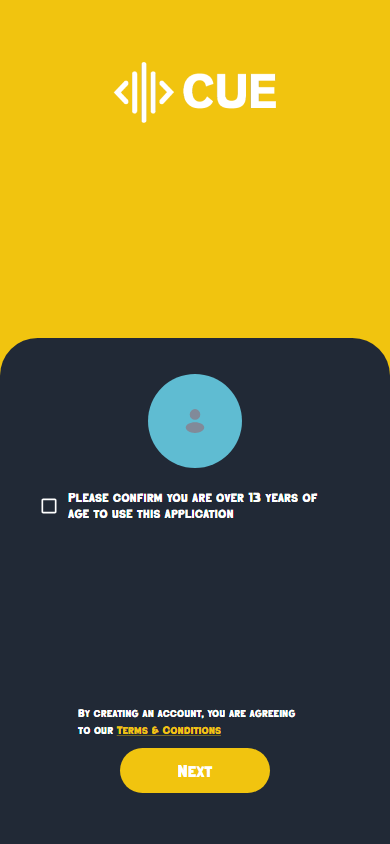 CUE
Please confirm you are over 13 years of
age to use this application
By creating an account, you are agreeing
to our Terms & Conditions
Next